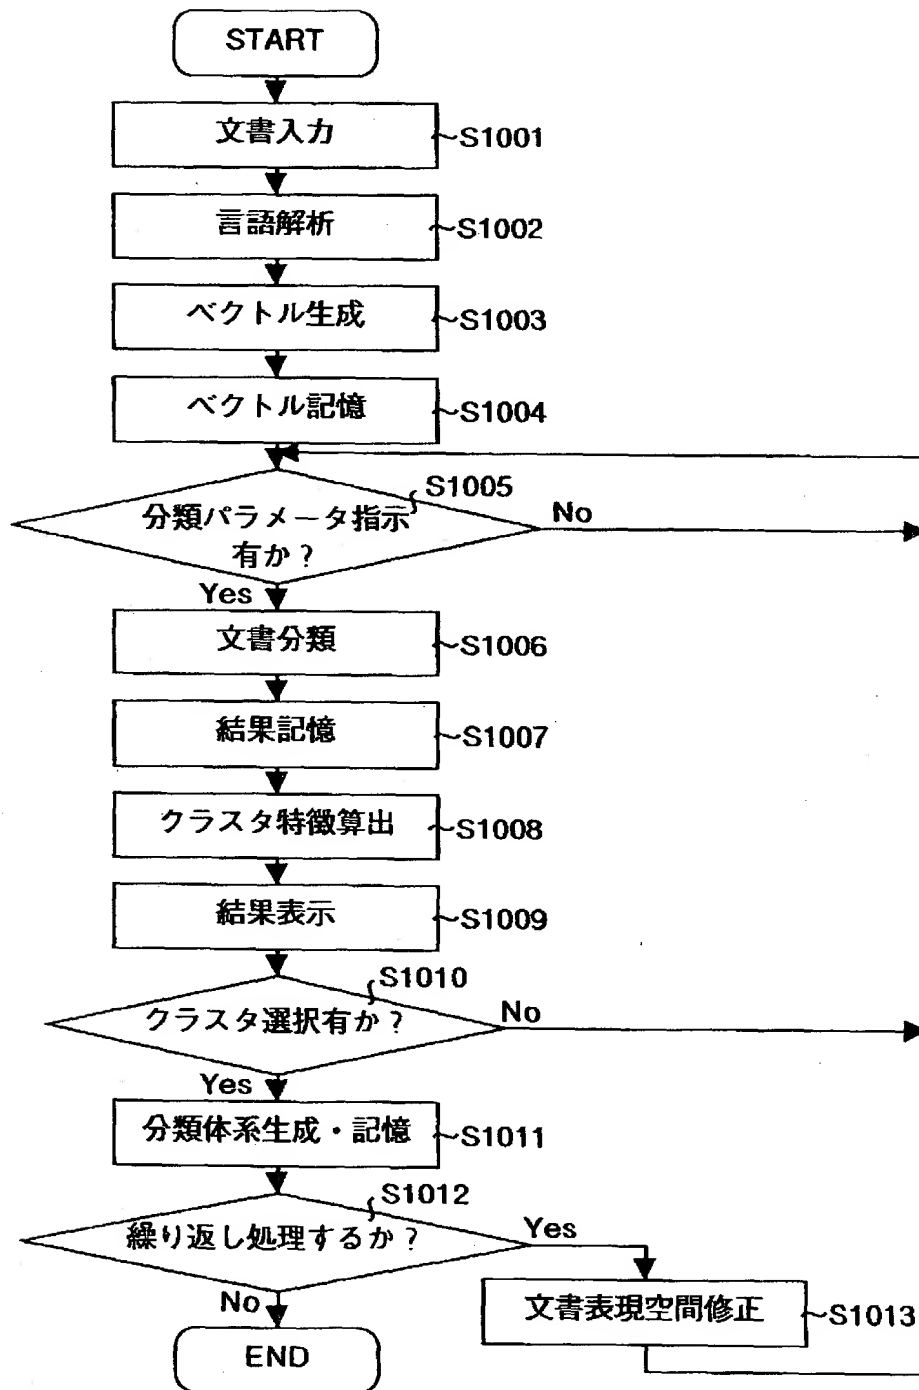 START
文書入力
S1001
言語解析
S1002
ベクトル生成
S1003
ベクトル記憶
S1004
S1005
分類パラメータ指示
有か？
No
Yes
文書分類
S1006
結果記憶
S1007
クラスタ特徴算出
S1008
結果表示
S1009
S1010
クラスタ選択有か？
No
Yes
分類体系生成・記憶
S1011
S1012
繰り返し処理するか？
Yes
No
文書表現空間修正
S1013
END